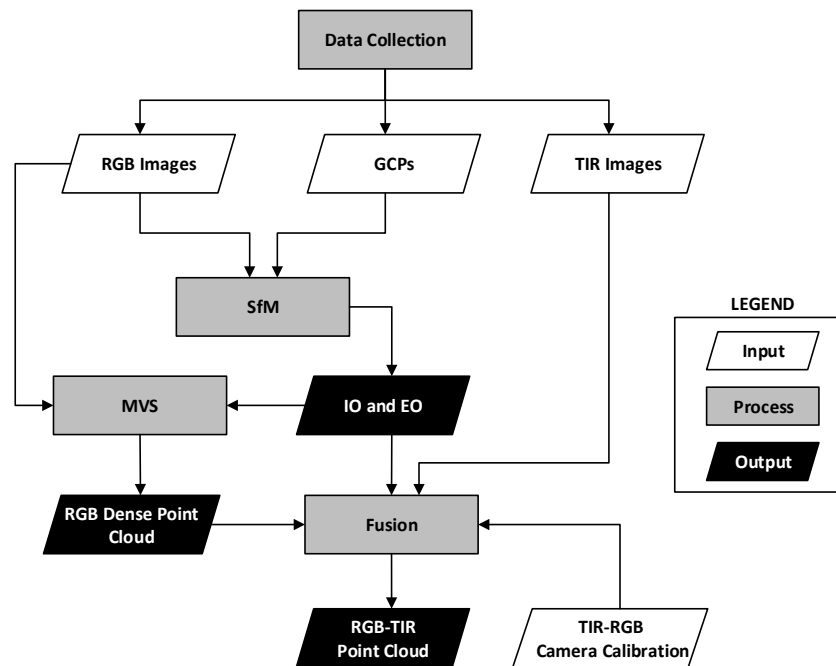 Data Collection
RGB Images
GCPs
TIR Images
SfM
LEGEND
Input
MVS
IO and EO
Process
Output
RGB Dense Point
Cloud
Fusion
RGB-TIR
Point Cloud
TIR-RGB
Camera Calibration